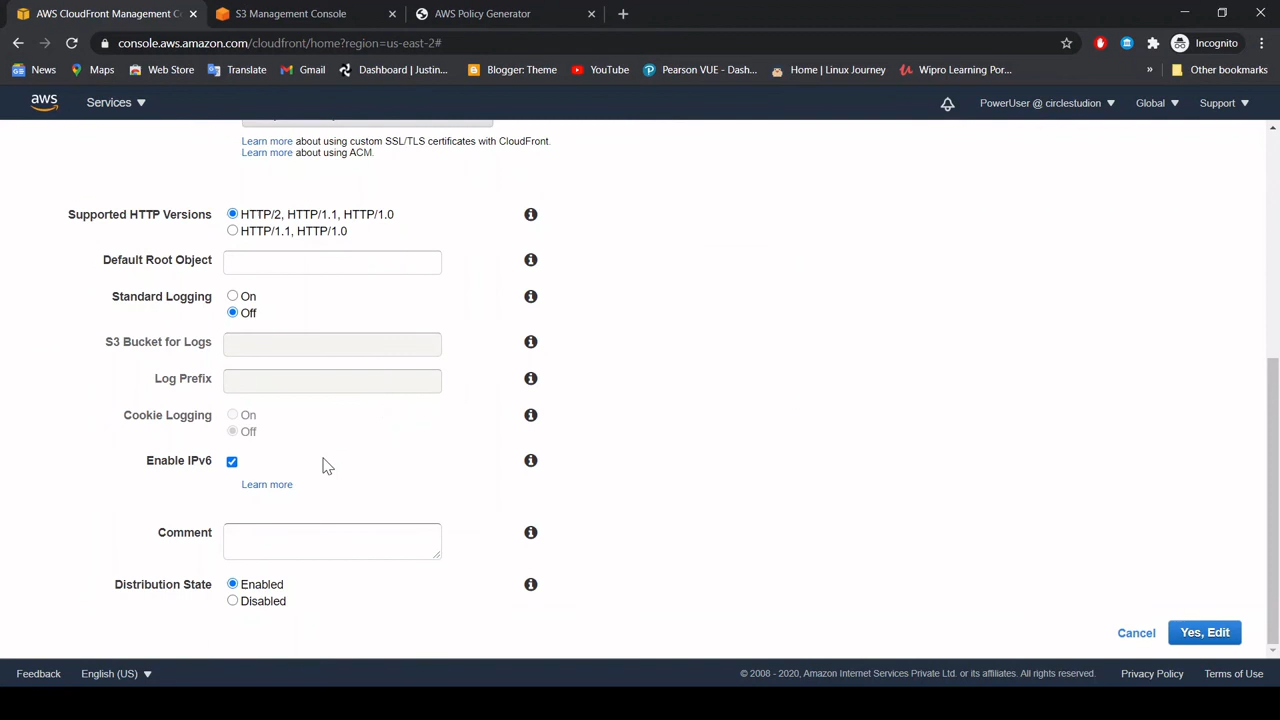 AWS CloudFront Management C
S3 Management Console
AWS Policy Generator
console.aws.amazon.com/cloudfront/home?region=us-east-2#
Incognito
News
Maps
Web Store
Translate
Gmail
Dashboard | Justin...
Blogger: Theme
YouTube
Pearson VUE - Dash...
Home | Linux Journey
Wipro Learning Por...
»
Other bookmarks
aws
Services
PowerUser @ circlestudion
Global
Support
Learn more about using custom SSL/TLS certificates with CloudFront.
Learn more about using ACM.
Supported HTTP Versions
HTTP/2, HTTP/1.1, HTTP/1.0
HTTP/1.1, HTTP/1.0
Default Root Object
Standard Logging
On
Off
S3 Bucket for Logs
Log Prefix
Cookie Logging
On
Off
Enable IPv6
Learn more
Comment
Distribution State
Enabled
Disabled
Cancel
Yes, Edit
Feedback
English (US)
© 2008 - 2020, Amazon Internet Services Private Ltd. or its affiliates. All rights reserved.
Privacy Policy
Terms of Use